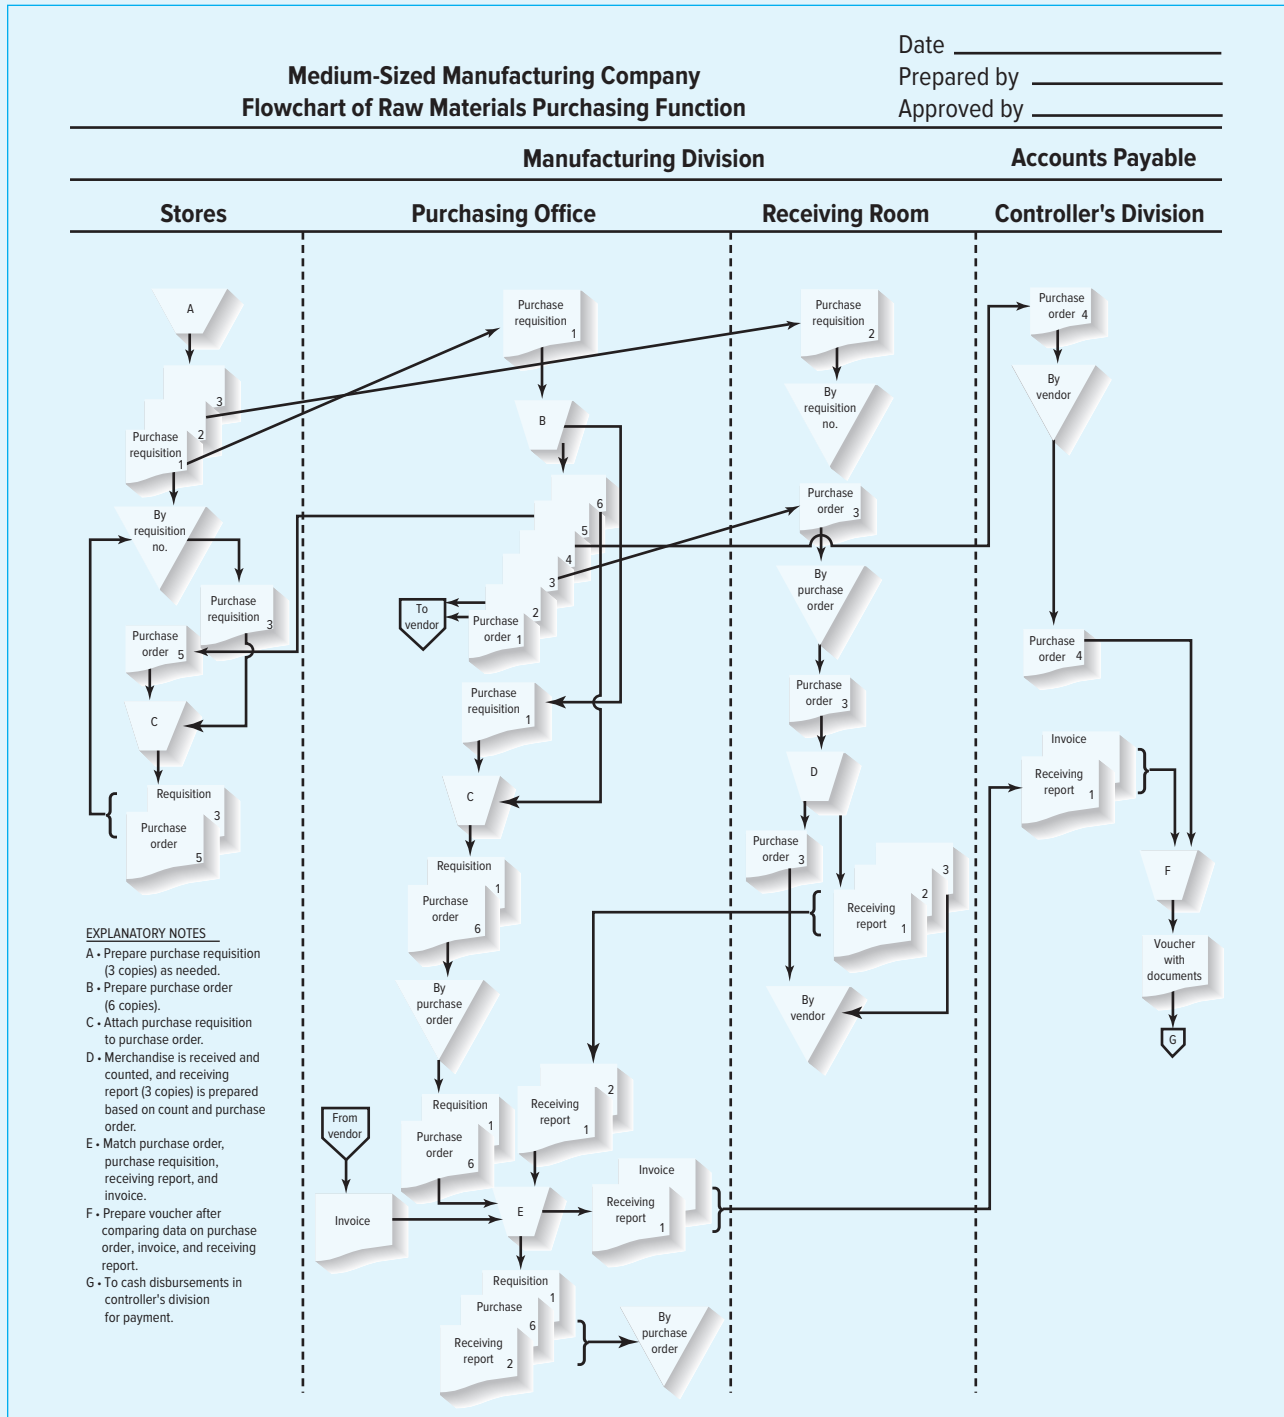 Date
Prepared by
Approved by
Medium-Sized Manufacturing Company
Flowchart of Raw Materials Purchasing Function
Manufacturing Division
Accounts Payable
Stores
Purchasing Office
Receiving Room
Controller's Division
A
3
2
Purchase
requisition
1
By
requisition
no.
Purchase
requisition
3
Purchase
order 5
C
Requisition
3
Purchase
order
5
EXPLANATORY NOTES
A • Prepare purchase requisition
(3 copies) as needed.
B • Prepare purchase order
(6 copies).
C • Attach purchase requisition
to purchase order.
D • Merchandise is received and
counted, and receiving
report (3 copies) is prepared
based on count and purchase
order.
E • Match purchase order,
purchase requisition,
receiving report, and
invoice.
F • Prepare voucher after
comparing data on purchase
order, invoice, and receiving
report.
G • To cash disbursements in
controller's division
for payment.
Purchase
requisition
1
B
6
5
4
3
2
Purchase
order 1
To
vendor
Purchase
requisition
1
C
Requisition
1
Purchase
order
6
By
purchase
order
Requisition
1
Purchase
order
6
2
Receiving
report
1
From
vendor
Invoice
E
Invoice
Receiving
report
1
Requisition
1
Purchase
6
Receiving
report
2
By
purchase
order
Purchase
requisition
2
By
requisition
no.
Purchase
order 3
By
purchase
order
Purchase
order 3
D
Purchase
order 3
3
2
Receiving
report
1
By
vendor
Purchase
order 4
By
vendor
Purchase
order 4
Invoice
Receiving
report
1
F
Voucher
with
documents
G